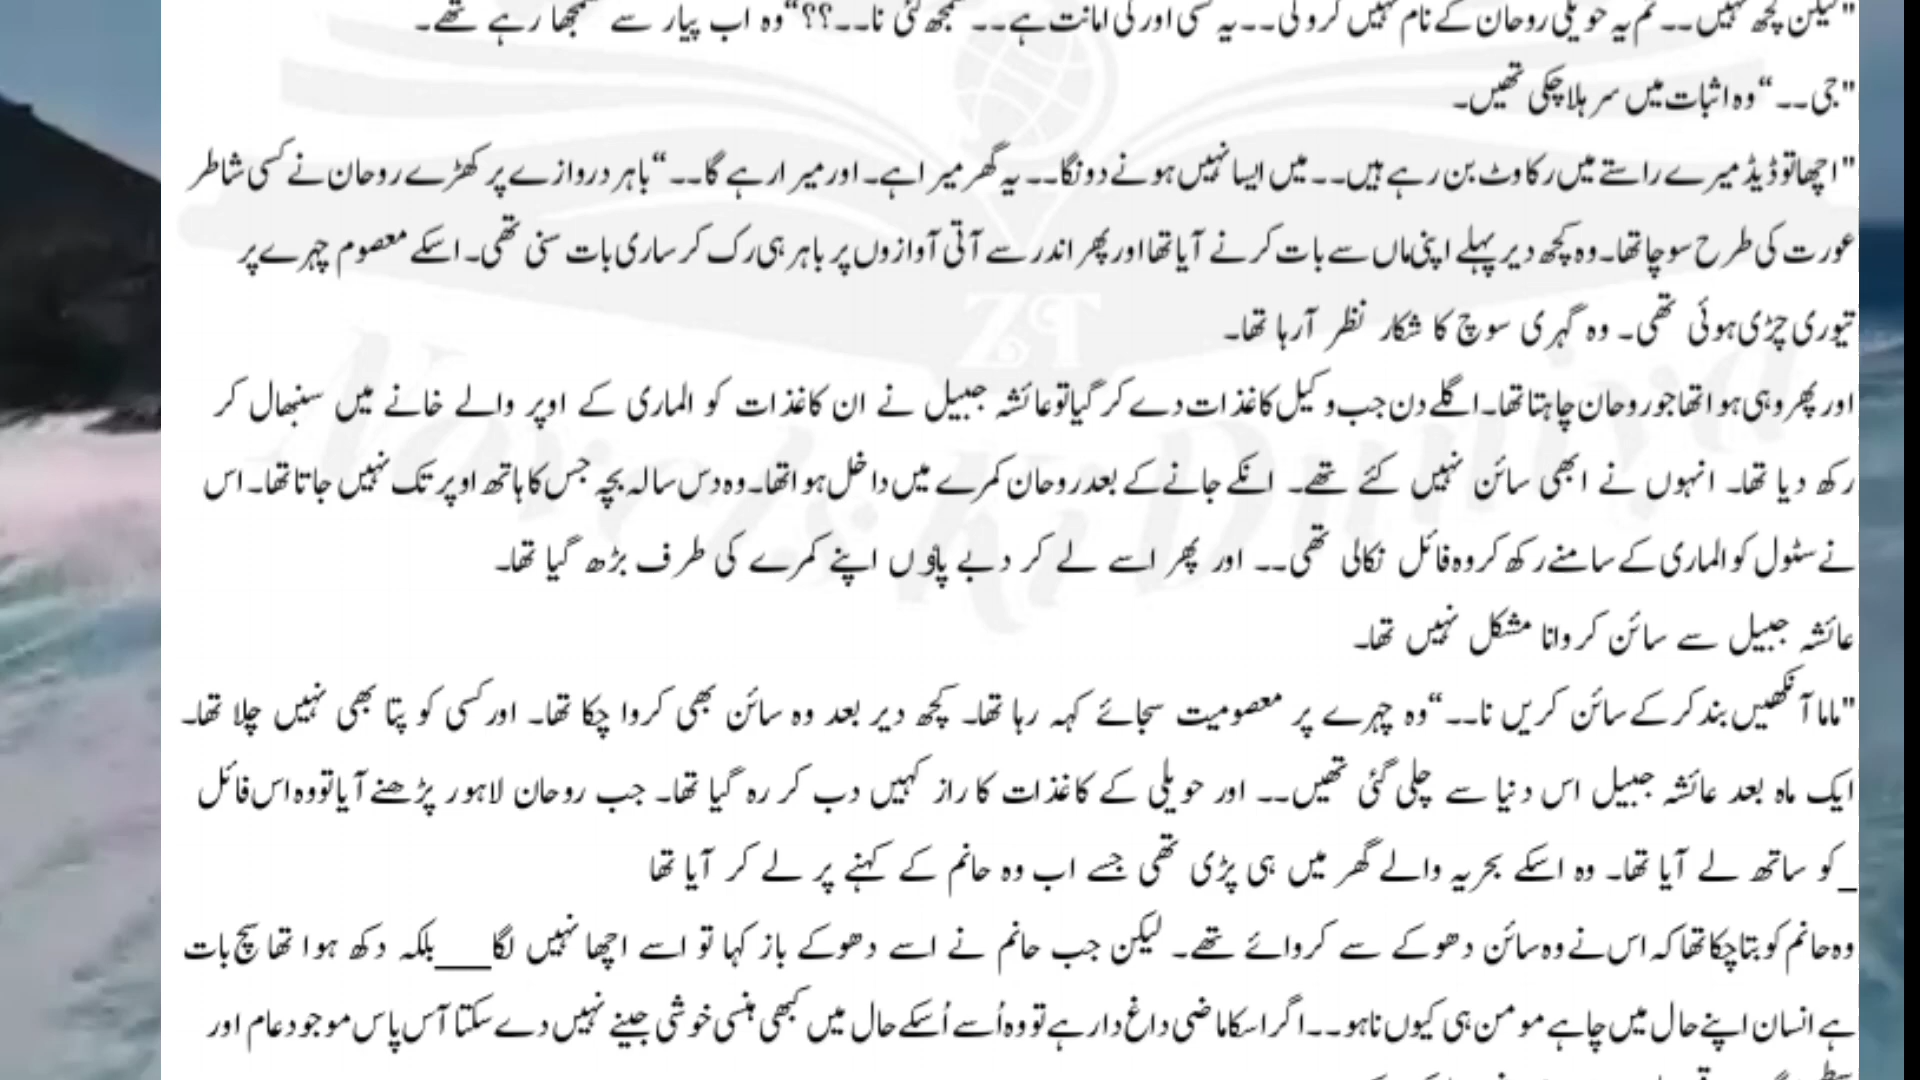 "لیکن کچھ نہیں۔۔ تم یہ حویلی روحان کے نام نہیں کرو گی۔۔ یہ کسی اور کی امانت ہے۔۔ سمجھ گئی نا۔۔؟؟“ وہ اب پیار سے سمجھا رہے تھے۔
"جی۔۔“ وہ اثبات میں سر ہلا چکی تھیں۔
"اچھا تو ڈیڈ میرے راستے میں رکاوٹ بن رہے ہیں۔۔ میں ایسا نہیں ہونے دونگا۔۔ یہ گھر میرا ہے۔ اور میرا رہے گا۔۔“ باہر دروازے پر کھڑے روحان نے کسی شاطر
عورت کی طرح سوچا تھا۔ وہ کچھ دیر پہلے اپنی ماں سے بات کرنے آیا تھا اور پھر اندر سے آتی آوازوں پر باہر ہی رک کر ساری بات سنی تھی۔ اسکے معصوم چہرے پر
تیوری چڑی ہوئی تھی۔ وہ گہری سوچ کا شکار نظر آرہا تھا۔
اور پھر وہی ہوا تھا جو روحان چاہتا تھا۔ اگلے دن جب وکیل کاغذات دے کر گیا تو عائشہ جبیل نے ان کاغذات کو الماری کے اوپر والے خانے میں سنبھال کر
رکھ دیا تھا۔ انہوں نے ابھی سائن نہیں کئے تھے۔ انکے جانے کے بعد روحان کمرے میں داخل ہوا تھا۔ وہ دس سالہ بچہ جس کا ہاتھ اوپر تک نہیں جاتا تھا۔ اس
نے سٹول کو الماری کے سامنے رکھ کر وہ فائل نکالی تھی۔۔ اور پھر اسے لے کر دبے پاؤں اپنے کمرے کی طرف بڑھ گیا تھا۔
عائشہ جبیل سے سائن کروانا مشکل نہیں تھا۔
"ماما آنکھیں بند کر کے سائن کریں نا۔۔“ وہ چہرے پر معصومیت سجائے کہہ رہا تھا۔ کچھ دیر بعد وہ سائن بھی کروا چکا تھا۔ اور کسی کو پتا بھی نہیں چلا تھا۔
ایک ماہ بعد عائشہ جبیل اس دنیا سے چلی گئی تھیں۔۔ اور حویلی کے کاغذات کا راز کہیں دب کر رہ گیا تھا۔ جب روحان لاہور پڑھنے آیا تو وہ اس فائل
_کو ساتھ لے آیا تھا۔ وہ اسکے بحریہ والے گھر میں ہی پڑی تھی جسے اب وہ حانم کے کہنے پر لے کر آیا تھا
وہ حانم کو بتا چکا تھا کہ اس نے وہ سائن دھوکے سے کروائے تھے۔ لیکن جب حانم نے اسے دھوکے باز کہا تو اسے اچھا نہیں لگا___بلکہ دکھ ہوا تھا سچ بات
ہے انسان اپنے حال میں چاہے مومن ہی کیوں نا ہو۔۔ اگر اسکا ماضی داغ دار ہے تو وہ اُسے اُسکے حال میں کبھی ہنسی خوشی جینے نہیں دے سکتا آس پاس موجود عام اور
ZT
Novelz Ki Duniya